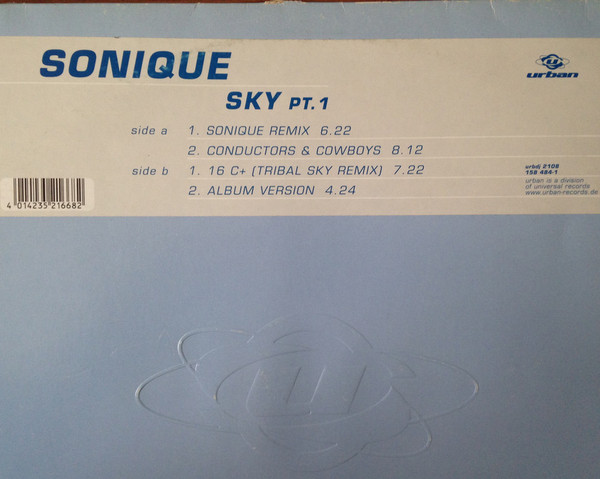 SONIQUE
urban
SKY PT.1
side a 1. SONIQUE REMIX 6.22
2. CONDUCTORS & COWBOYS 8.12
side b 1. 16 C+ (TRIBAL SKY REMIX) 7.22
2. ALBUM VERSION 4.24
urbdj 2108
158 484-1
urban is a division
of universal records
www.urban-records.de
4 014235 216682